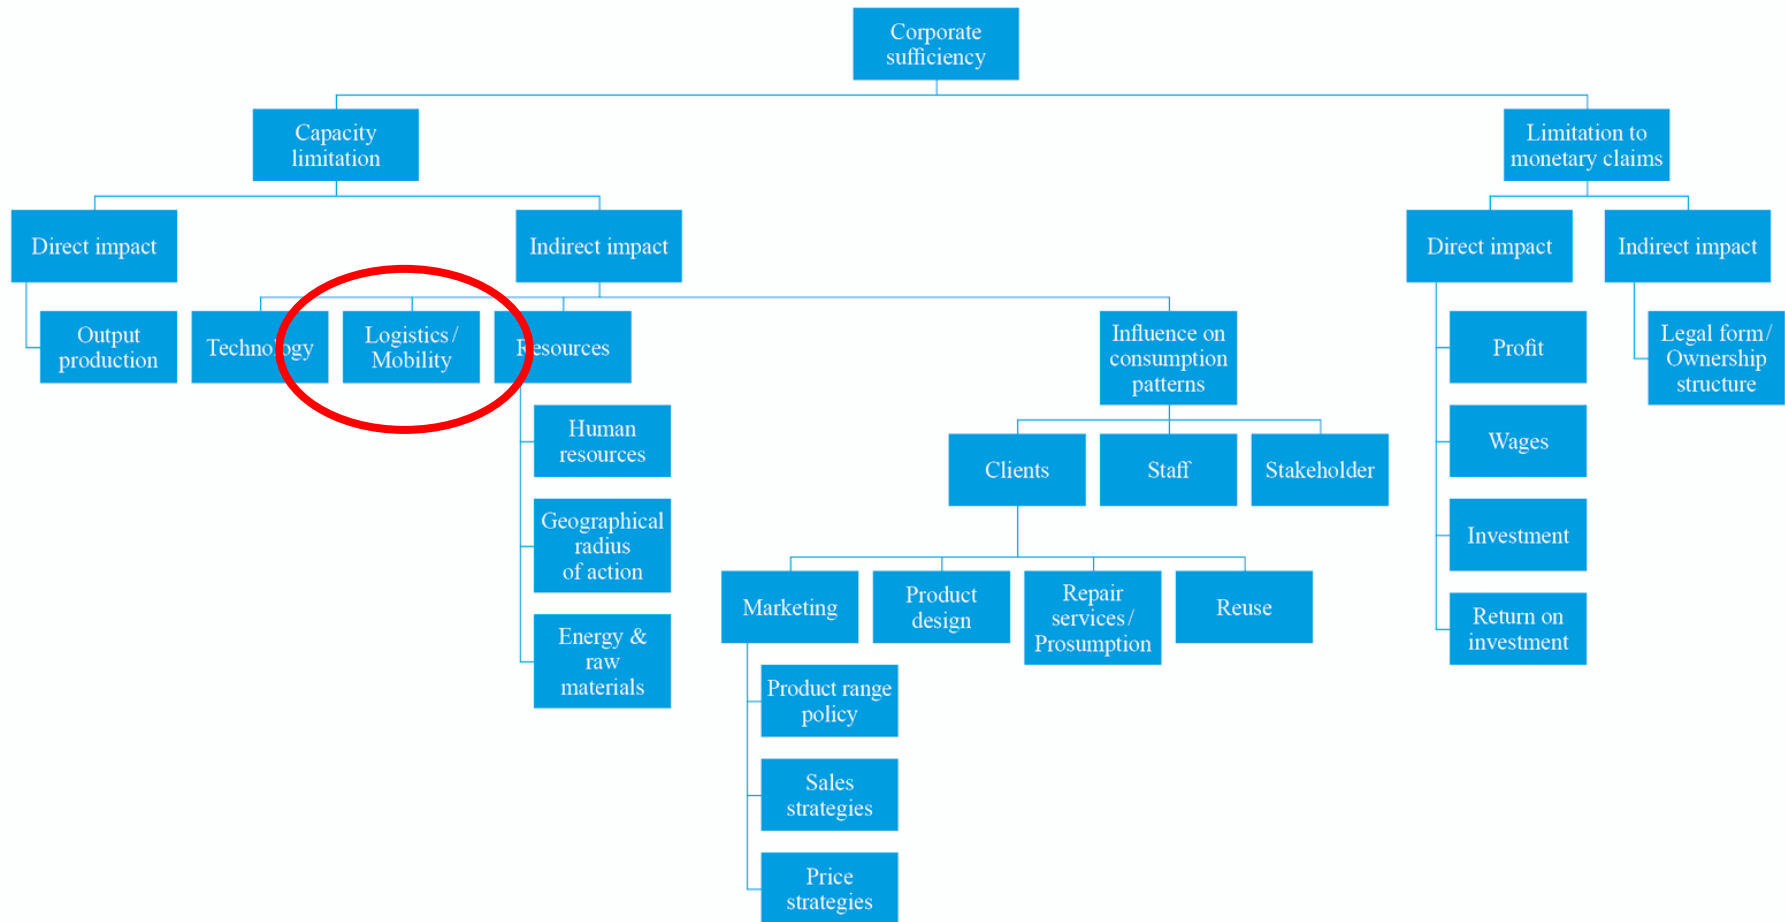 Corporate
sufficiency
Capacity
limitation
Limitation to
monetary claims
Direct impact
Indirect impact
Direct impact
Indirect impact
Output
production
Technology
Logistics /
Mobility
Resources
Influence on
consumption
patterns
Profit
Legal form /
Ownership
structure
Human
resources
Clients
Staff
Stakeholder
Wages
Geographical
radius
of action
Investment
Marketing
Product
design
Repair
services /
Prosumption
Reuse
Return on
investment
Energy &
raw
materials
Product range
policy
Sales
strategies
Price
strategies